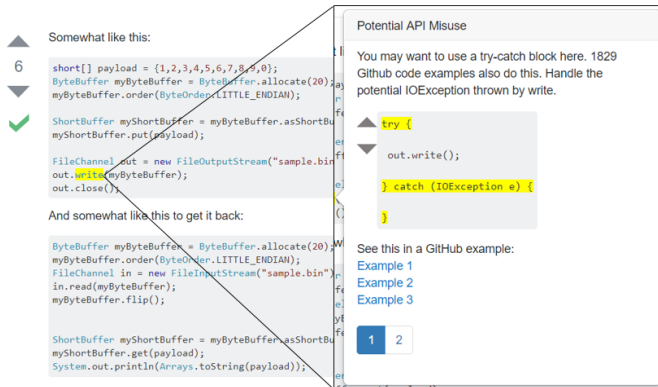 Somewhat like this:
6
short[] payload = {1,2,3,4,5,6,7,8,9,0};
ByteBuffer myByteBuffer = ByteBuffer.allocate(20);
myByteBuffer.order(ByteOrder.LITTLE_ENDIAN);
ShortBuffer myShortBuffer = myByteBuffer.asShortBu
myShortBuffer.put(payload);
FileChannel out = new FileOutputStream("sample.bin
out.write(myByteBuffer);
out.close();
And somewhat like this to get it back:
ByteBuffer myByteBuffer = ByteBuffer.allocate(20);
myByteBuffer.order(ByteOrder.LITTLE_ENDIAN);
FileChannel in = new FileInputStream("sample.bin")
in.read(myByteBuffer);
myByteBuffer.flip();
ShortBuffer myShortBuffer = myByteBuffer.asShortBu
myShortBuffer.get(payload);
System.out.println(Arrays.toString(payload));
Potential API Misuse
You may want to use a try-catch block here. 1829
Github code examples also do this. Handle the
potential IOException thrown by write.
try {
out.write();
} catch (IOException e) {
}
See this in a GitHub example:
Example 1
Example 2
Example 3
1 2